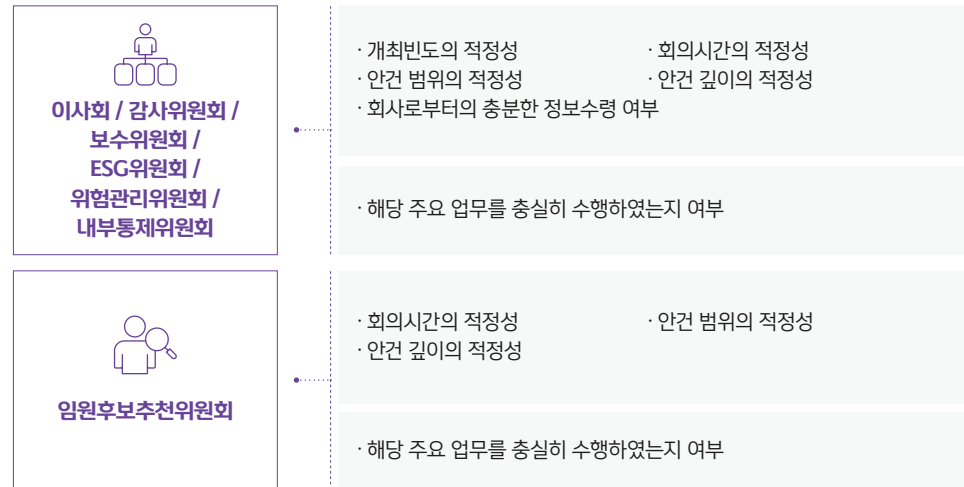 이사회 / 감사위원회 /
보수위원회 /
ESG위원회 /
위험관리위원회 /
내부통제위원회
· 개최빈도의 적정성 · 회의시간의 적정성
· 안건 범위의 적정성 · 안건 깊이의 적정성
· 회사로부터의 충분한 정보수령 여부
· 해당 주요 업무를 충실히 수행하였는지 여부
임원후보추천위원회
· 회의시간의 적정성 · 안건 범위의 적정성
· 안건 깊이의 적정성
· 해당 주요 업무를 충실히 수행하였는지 여부